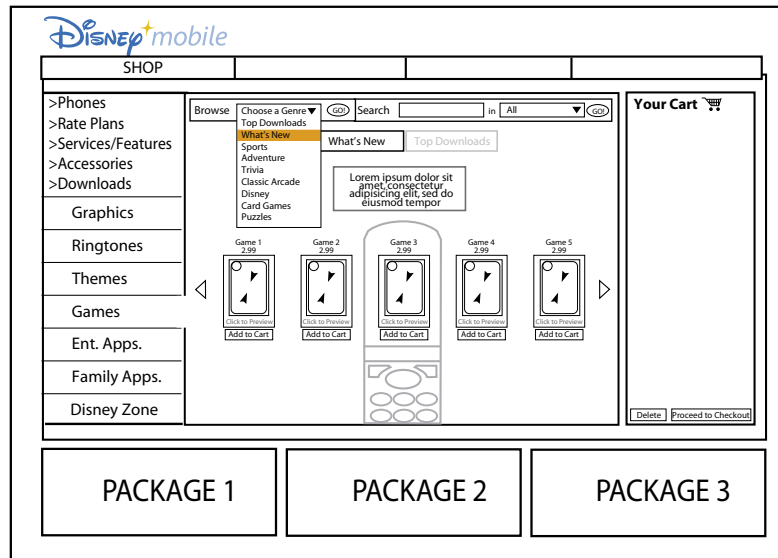 Disney mobile
SHOP
>Phones
>Rate Plans
>Services/Features
>Accessories
>Downloads
Graphics
Ringtones
Themes
Games
Ent. Apps.
Family Apps.
Disney Zone
Browse Choose a Genre GO! Search in All GO!
Top Downloads
What's New
Sports
Adventure
Trivia
Classic Arcade
Disney
Card Games
Puzzles
What's New Top Downloads
Lorem ipsum dolor sit
amet, consectetur
adipisicing elit, sed do
eiusmod tempor
Game 1
2.99
Click to Preview
Add to Cart
Game 2
2.99
Click to Preview
Add to Cart
Game 3
2.99
Click to Preview
Add to Cart
Game 4
2.99
Click to Preview
Add to Cart
Game 5
2.99
Click to Preview
Add to Cart
Your Cart
Delete Proceed to Checkout
PACKAGE 1
PACKAGE 2
PACKAGE 3